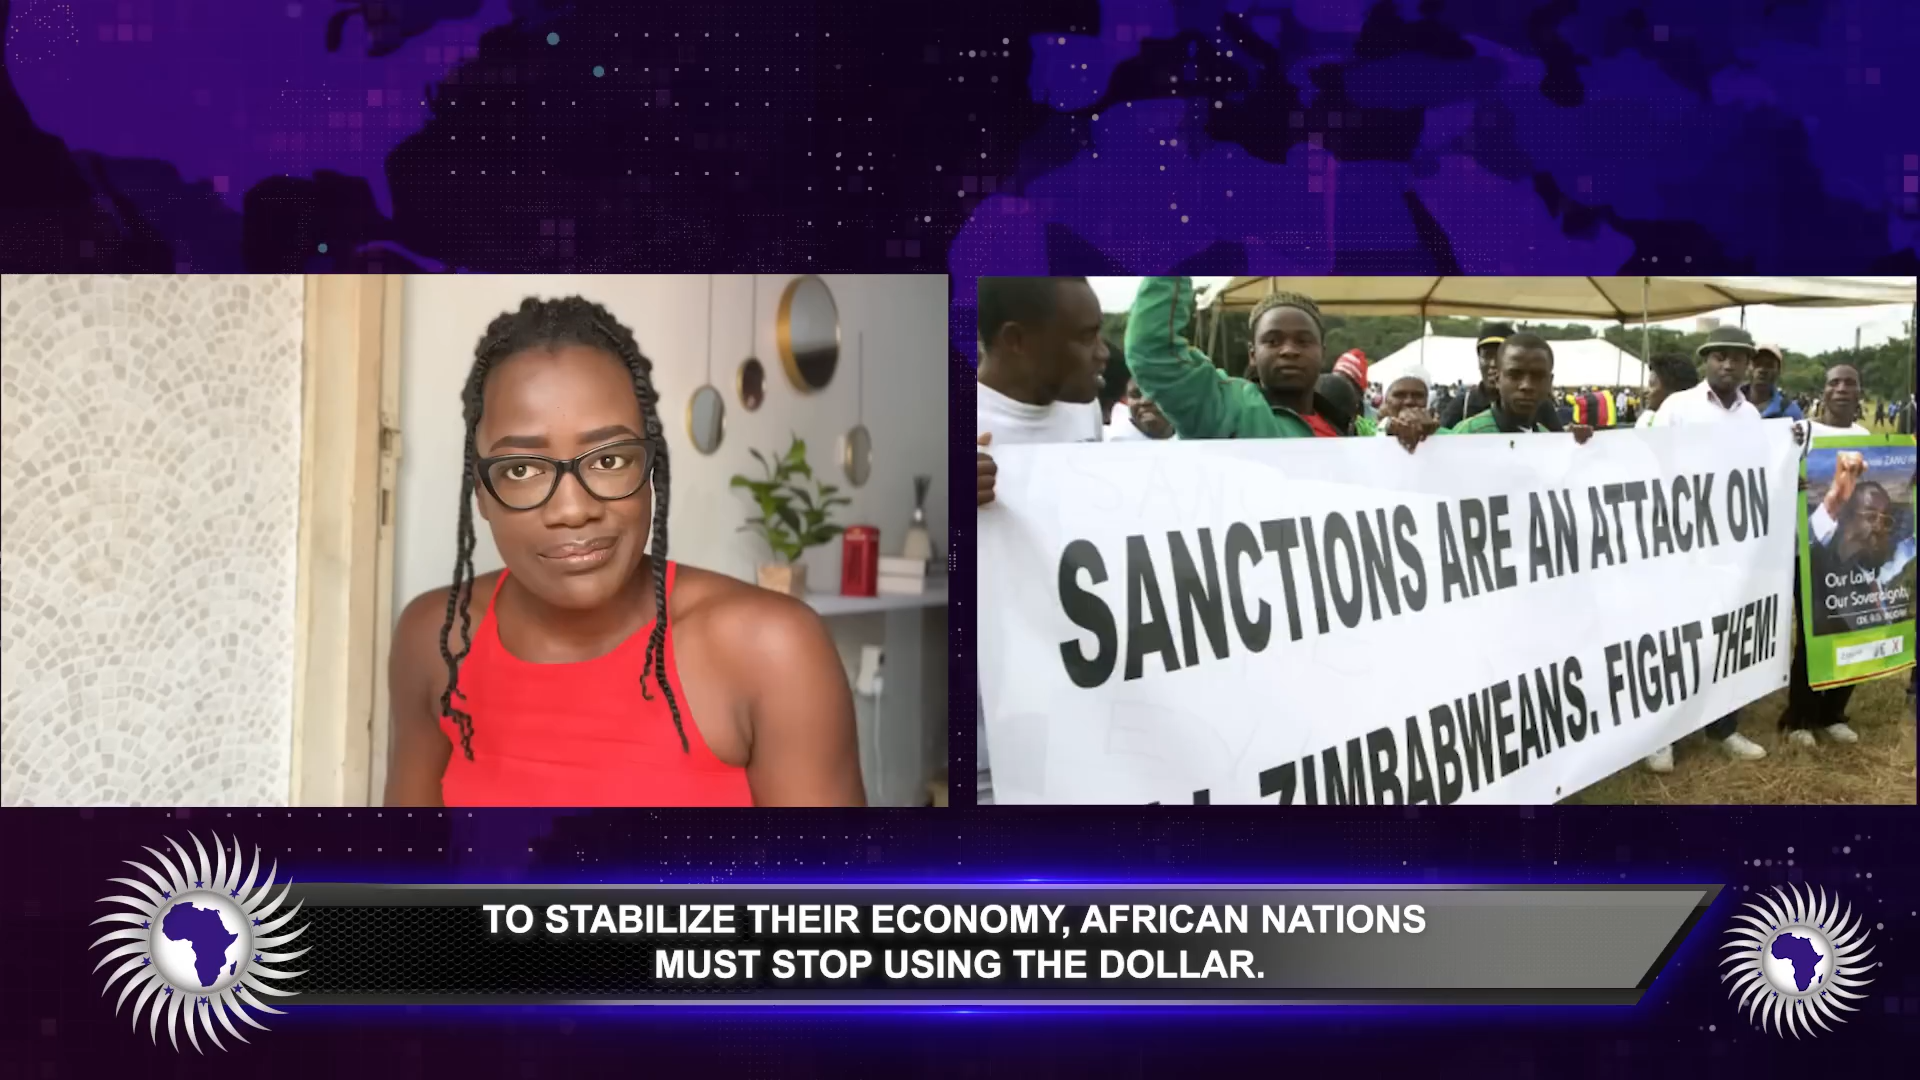 SANCTIONS ARE AN ATTACK ON
ZIMBABWEANS. FIGHT THEM!
ZANU
Our Land
Our Sovereignty
TO STABILIZE THEIR ECONOMY, AFRICAN NATIONS
MUST STOP USING THE DOLLAR.